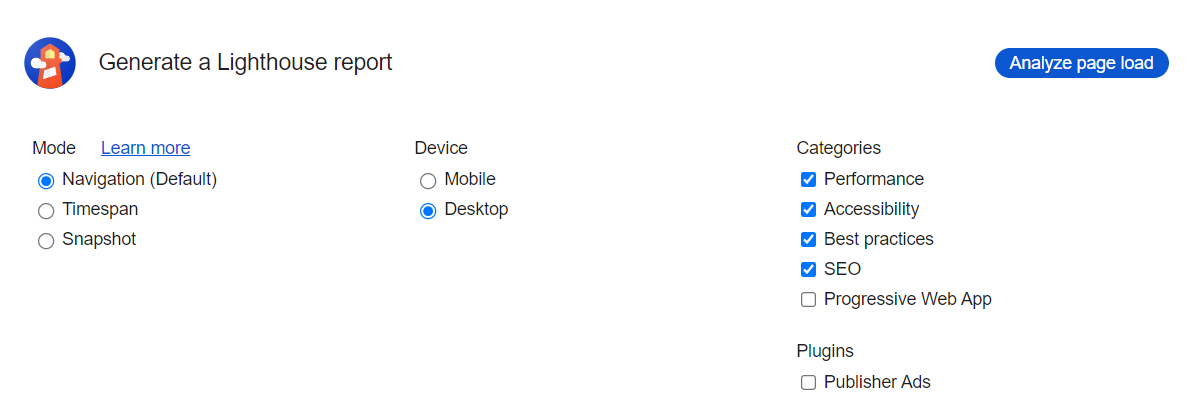 Generate a Lighthouse report
Analyze page load
Mode Learn more
Navigation (Default)
Timespan
Snapshot
Device
Mobile
Desktop
Categories
Performance
Accessibility
Best practices
SEO
Progressive Web App
Plugins
Publisher Ads